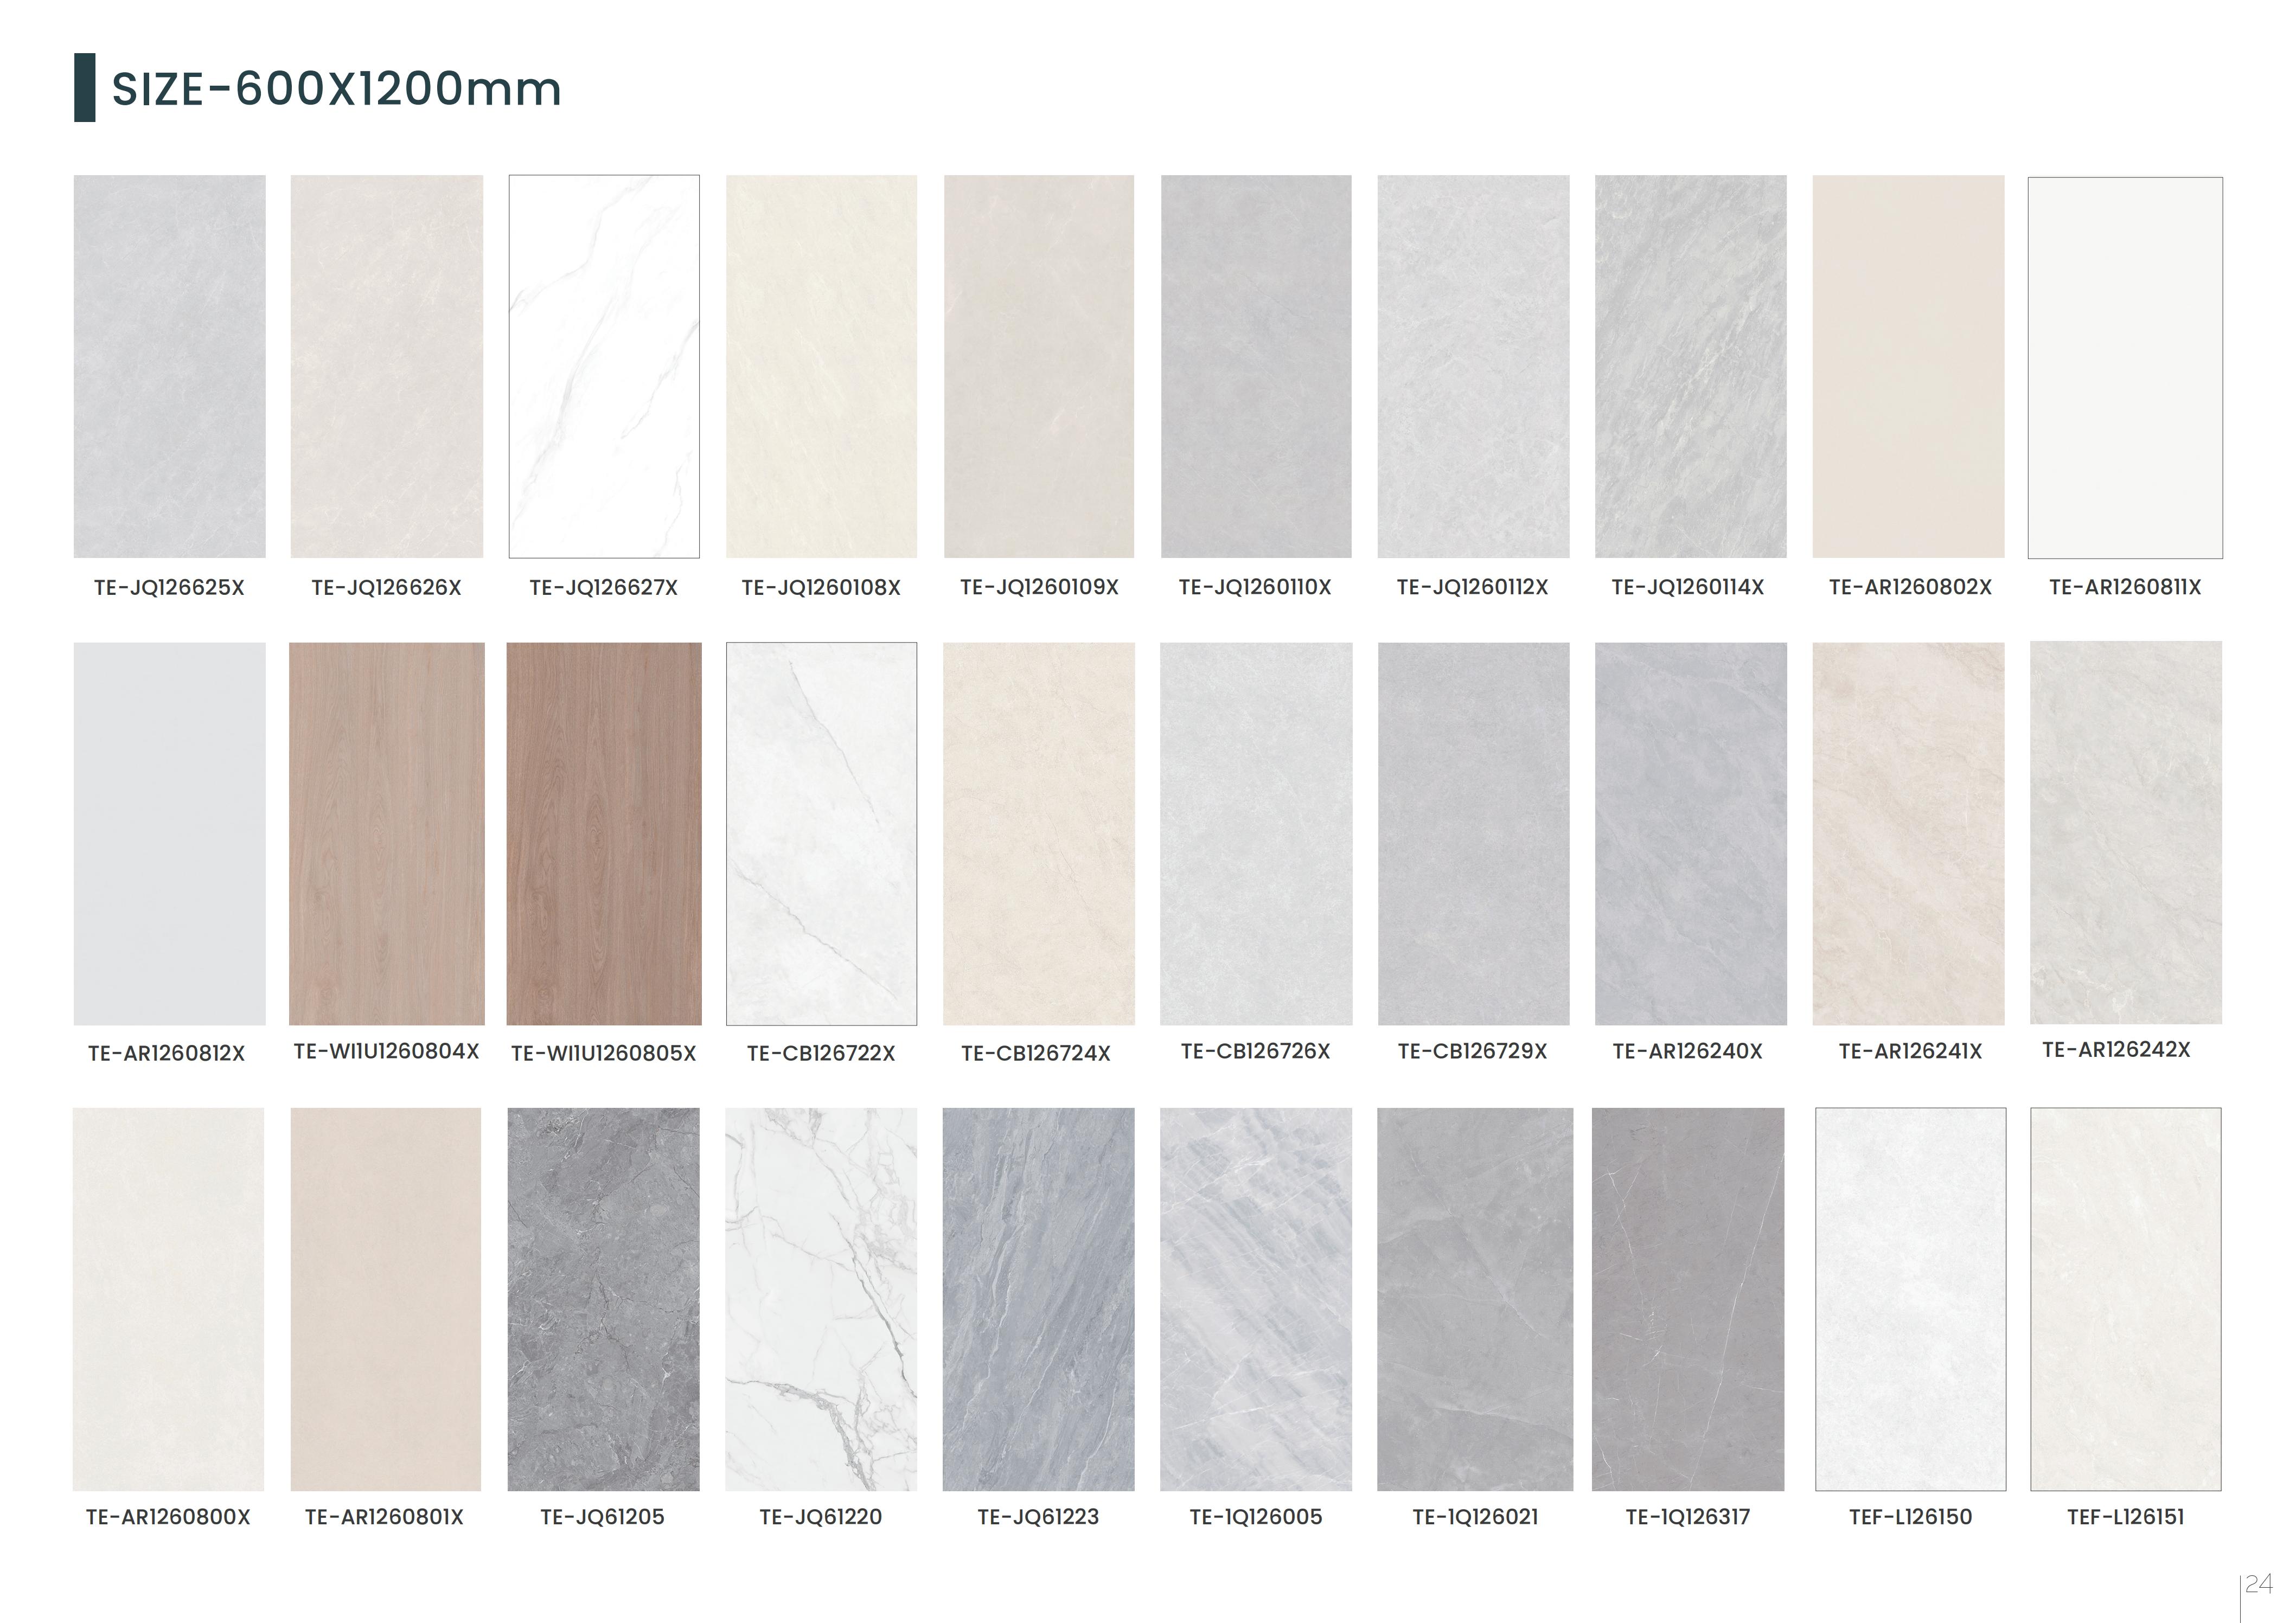 SIZE-600X1200mm
TE-JQ126625X
TE-JQ126626X
TE-JQ126627X
TE-JQ1260108X
TE-JQ1260109X
TE-JQ1260110X
TE-JQ1260112X
TE-JQ1260114X
TE-AR1260802X
TE-AR1260811X
TE-AR1260812X
TE-WI1U1260804X
TE-WI1U1260805X
TE-CB126722X
TE-CB126724X
TE-CB126726X
TE-CB126729X
TE-AR126240X
TE-AR126241X
TE-AR126242X
TE-AR1260800X
TE-AR1260801X
TE-JQ61205
TE-JQ61220
TE-JQ61223
TE-1Q126005
TE-1Q126021
TE-1Q126317
TEF-L126150
TEF-L126151
24